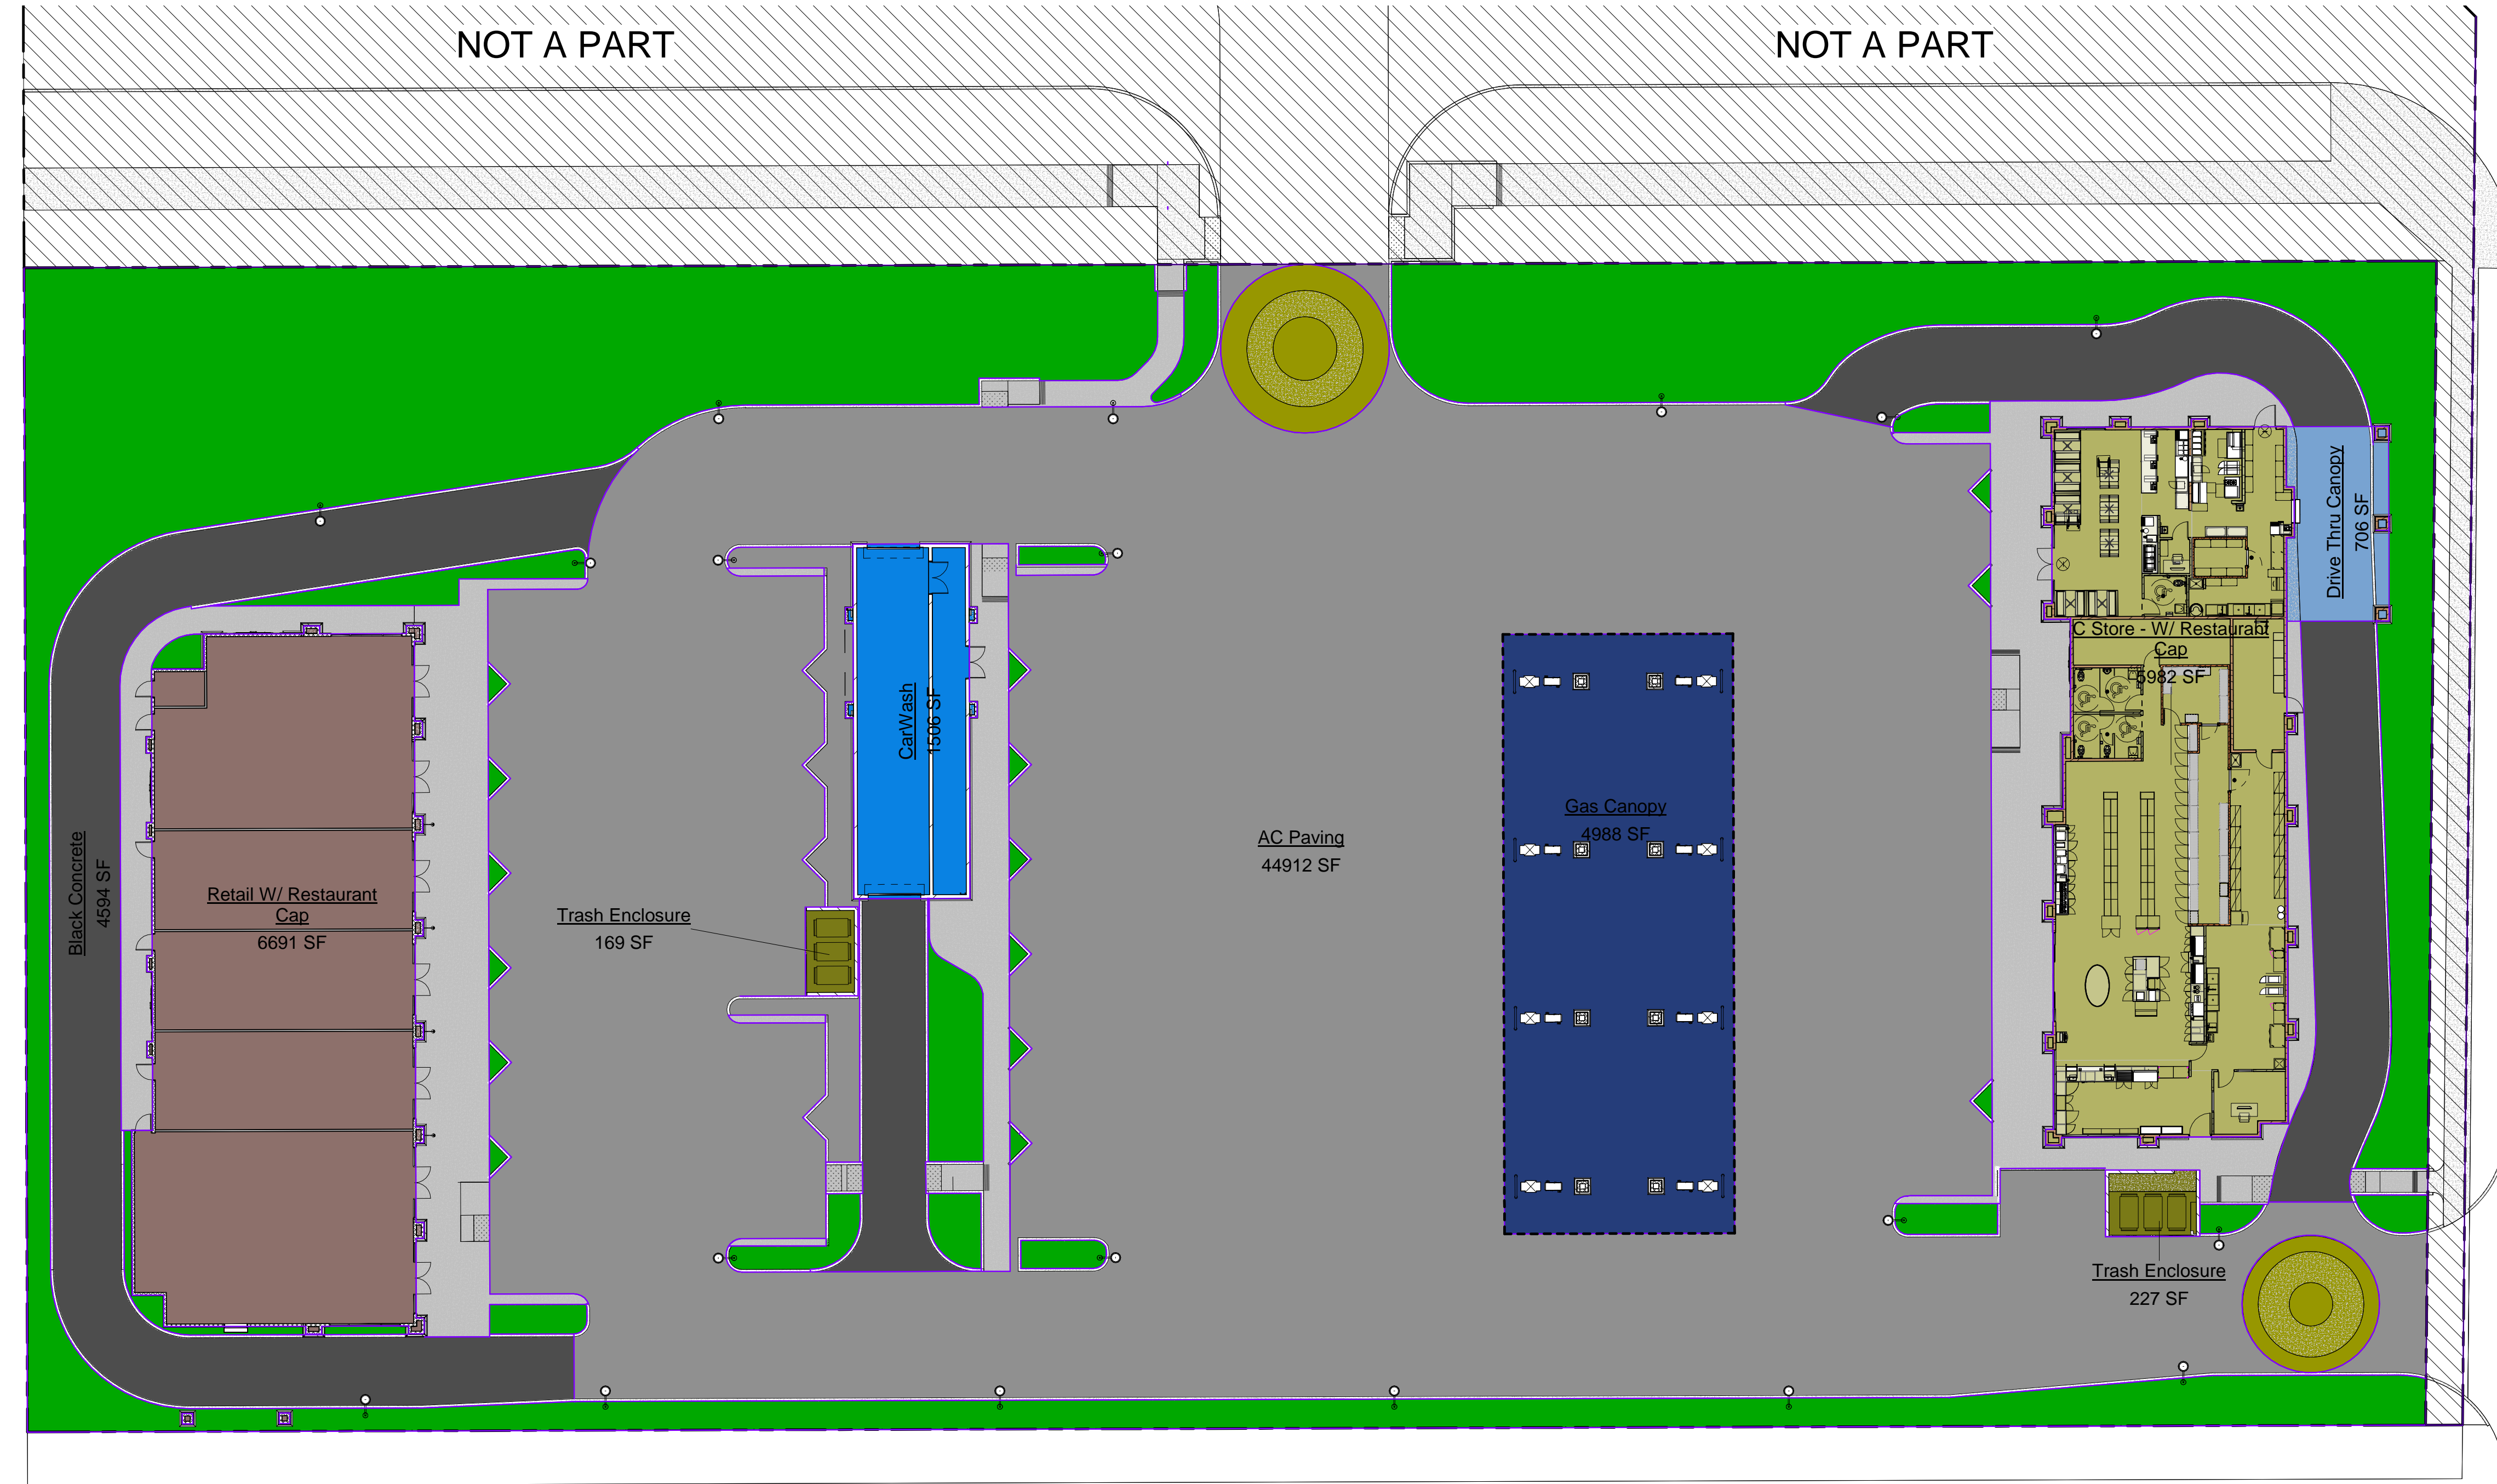 NOT A PART
NOT A PART
Drive Thru Canopy
706 SF
C Store - W/ Restaurant
Cap
5982 SF
CarWash
1506 SF
Gas Canopy
4988 SF
AC Paving
44912 SF
Black Concrete
4594 SF
Retail W/ Restaurant
Cap
6691 SF
Trash Enclosure
169 SF
Trash Enclosure
227 SF